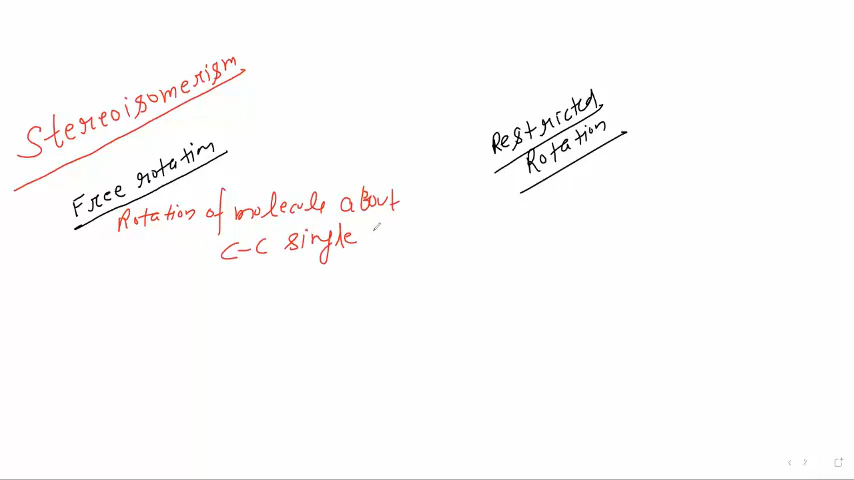 Stereoisomerism
Free rotation
Rotation of molecule about
C-C single
Restricted
Rotation